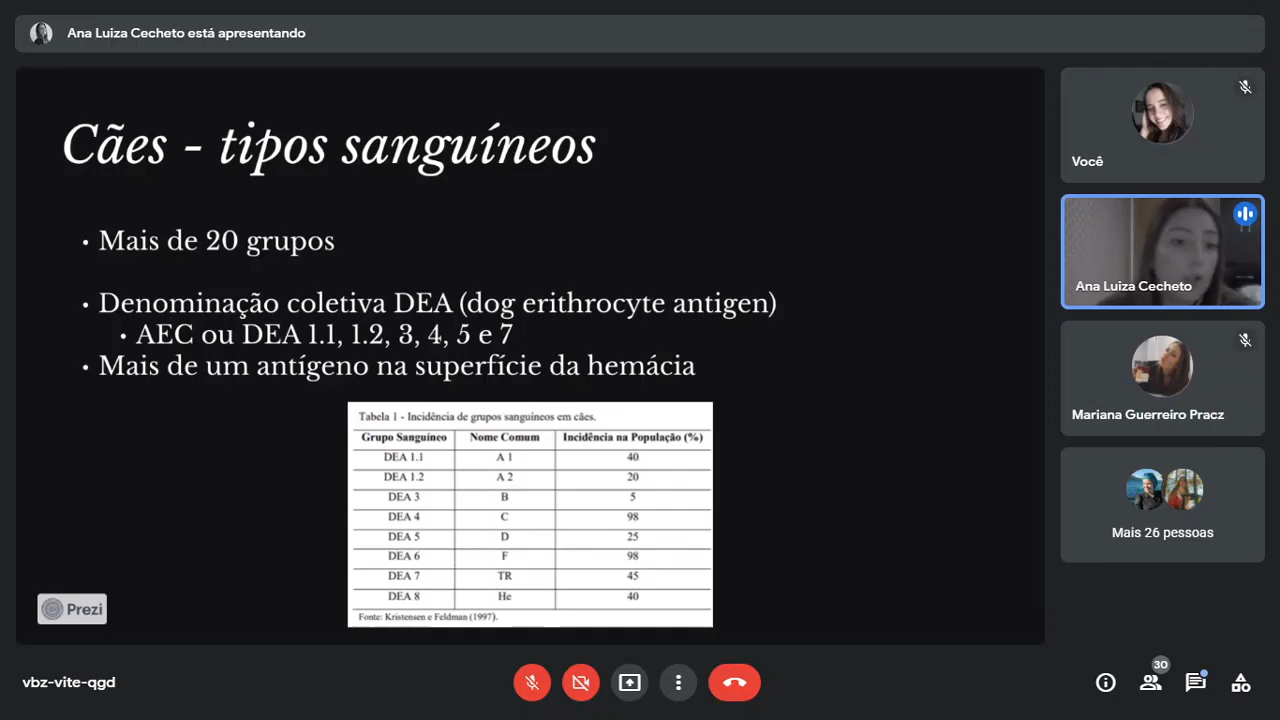 Ana Luiza Cecheto está apresentando
Cães - tipos sanguíneos
• Mais de 20 grupos
• Denominação coletiva DEA (dog erithrocyte antigen)
• AEC ou DEA 1.1, 1.2, 3, 4, 5 e 7
• Mais de um antígeno na superfície da hemácia
Tabela 1 - Incidência de grupos sanguíneos em cães.
Grupo Sanguíneo Nome Comum Incidência na População (%)
DEA 1.1 A 1 40
DEA 1.2 A 2 20
DEA 3 B 5
DEA 4 C 98
DEA 5 D 25
DEA 6 F 98
DEA 7 TR 45
DEA 8 He 40
Fonte: Kristensen e Feldman (1997).
Prezi
Você
Ana Luiza Cecheto
Mariana Guerreiro Pracz
Mais 26 pessoas
vbz-vite-qgd
30